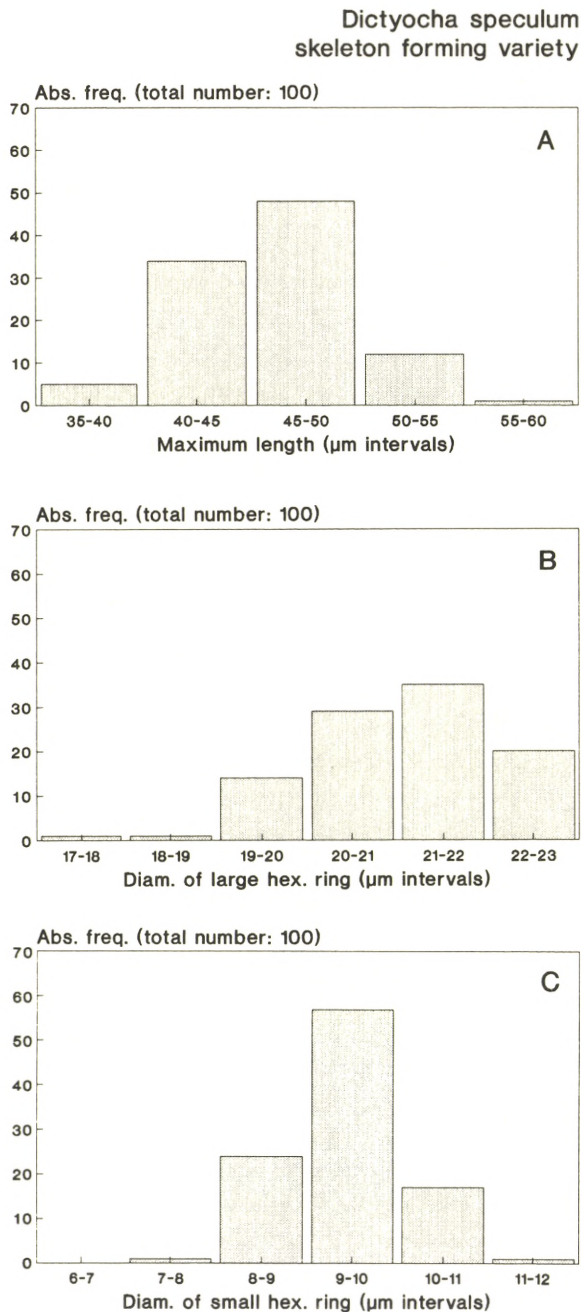 Dictyocha speculum
skeleton forming variety
Abs. freq. (total number: 100)
A
70
60
50
40
30
20
10
0
35-40 40-45 45-50 50-55 55-60
Maximum length (µm intervals)
Abs. freq. (total number: 100)
B
70
60
50
40
30
20
10
0
17-18 18-19 19-20 20-21 21-22 22-23
Diam. of large hex. ring (µm intervals)
Abs. freq. (total number: 100)
C
70
60
50
40
30
20
10
0
6-7 7-8 8-9 9-10 10-11 11-12
Diam. of small hex. ring (µm intervals)